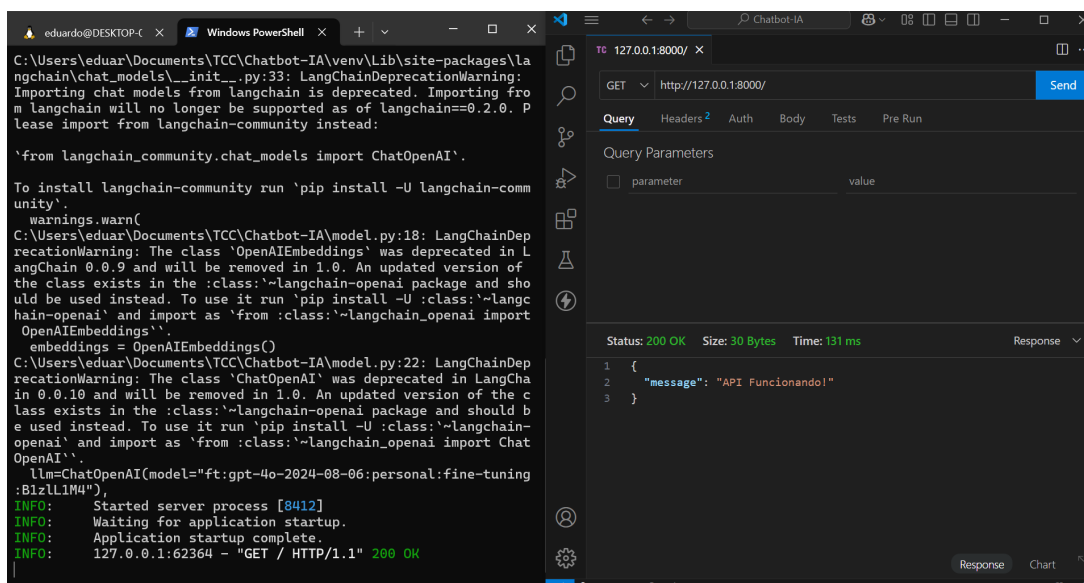 eduardo@DESKTOP-(
Windows PowerShell
C:\Users\eduar\Documents\TCC\Chatbot-IA\venv\Lib\site-packages\la
ngchain\chat_models\__init__.py:33: LangChainDeprecationWarning:
Importing chat models from langchain is deprecated. Importing fro
m langchain will no longer be supported as of langchain==0.2.0. P
lease import from langchain-community instead:
`from langchain_community.chat_models import ChatOpenAI`.
To install langchain-community run `pip install -U langchain-comm
unity`.
warnings.warn(
C:\Users\eduar\Documents\TCC\Chatbot-IA\model.py:18: LangChainDep
recationWarning: The class `OpenAIEmbeddings` was deprecated in L
angChain 0.0.9 and will be removed in 1.0. An updated version of
the class exists in the :class:`~langchain-openai package and sho
uld be used instead. To use it run `pip install -U :class:`~langc
hain-openai` and import as `from :class:`~langchain_openai import
OpenAIEmbeddings``.
embeddings = OpenAIEmbeddings()
C:\Users\eduar\Documents\TCC\Chatbot-IA\model.py:22: LangChainDep
recationWarning: The class `ChatOpenAI` was deprecated in LangCha
in 0.0.10 and will be removed in 1.0. An updated version of the c
lass exists in the :class:`~langchain-openai package and should b
e used instead. To use it run `pip install -U :class:`~langchain-
openai` and import as `from :class:`~langchain_openai import Chat
OpenAI``.
llm=ChatOpenAI(model="ft:gpt-4o-2024-08-06:personal:fine-tuning
:B1zlL1M4"),
INFO: Started server process [8412]
INFO: Waiting for application startup.
INFO: Application startup complete.
INFO: 127.0.0.1:62364 - "GET / HTTP/1.1" 200 OK
Chatbot-IA
TC 127.0.0.1:8000/
GET http://127.0.0.1:8000/ Send
Query Headers 2 Auth Body Tests Pre Run
Query Parameters
parameter value
Status: 200 OK Size: 30 Bytes Time: 131 ms Response
1 {
2 "message": "API Funcionando!"
3 }
Response Chart